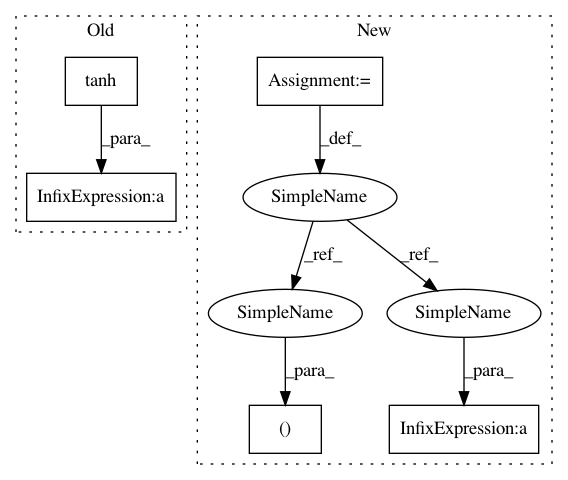 Old
New
tanh
Assignment:=
_para_
_def_
InfixExpression:a
SimpleName
_ref_
_ref_
SimpleName
SimpleName
_para_
_para_
()
InfixExpression:a